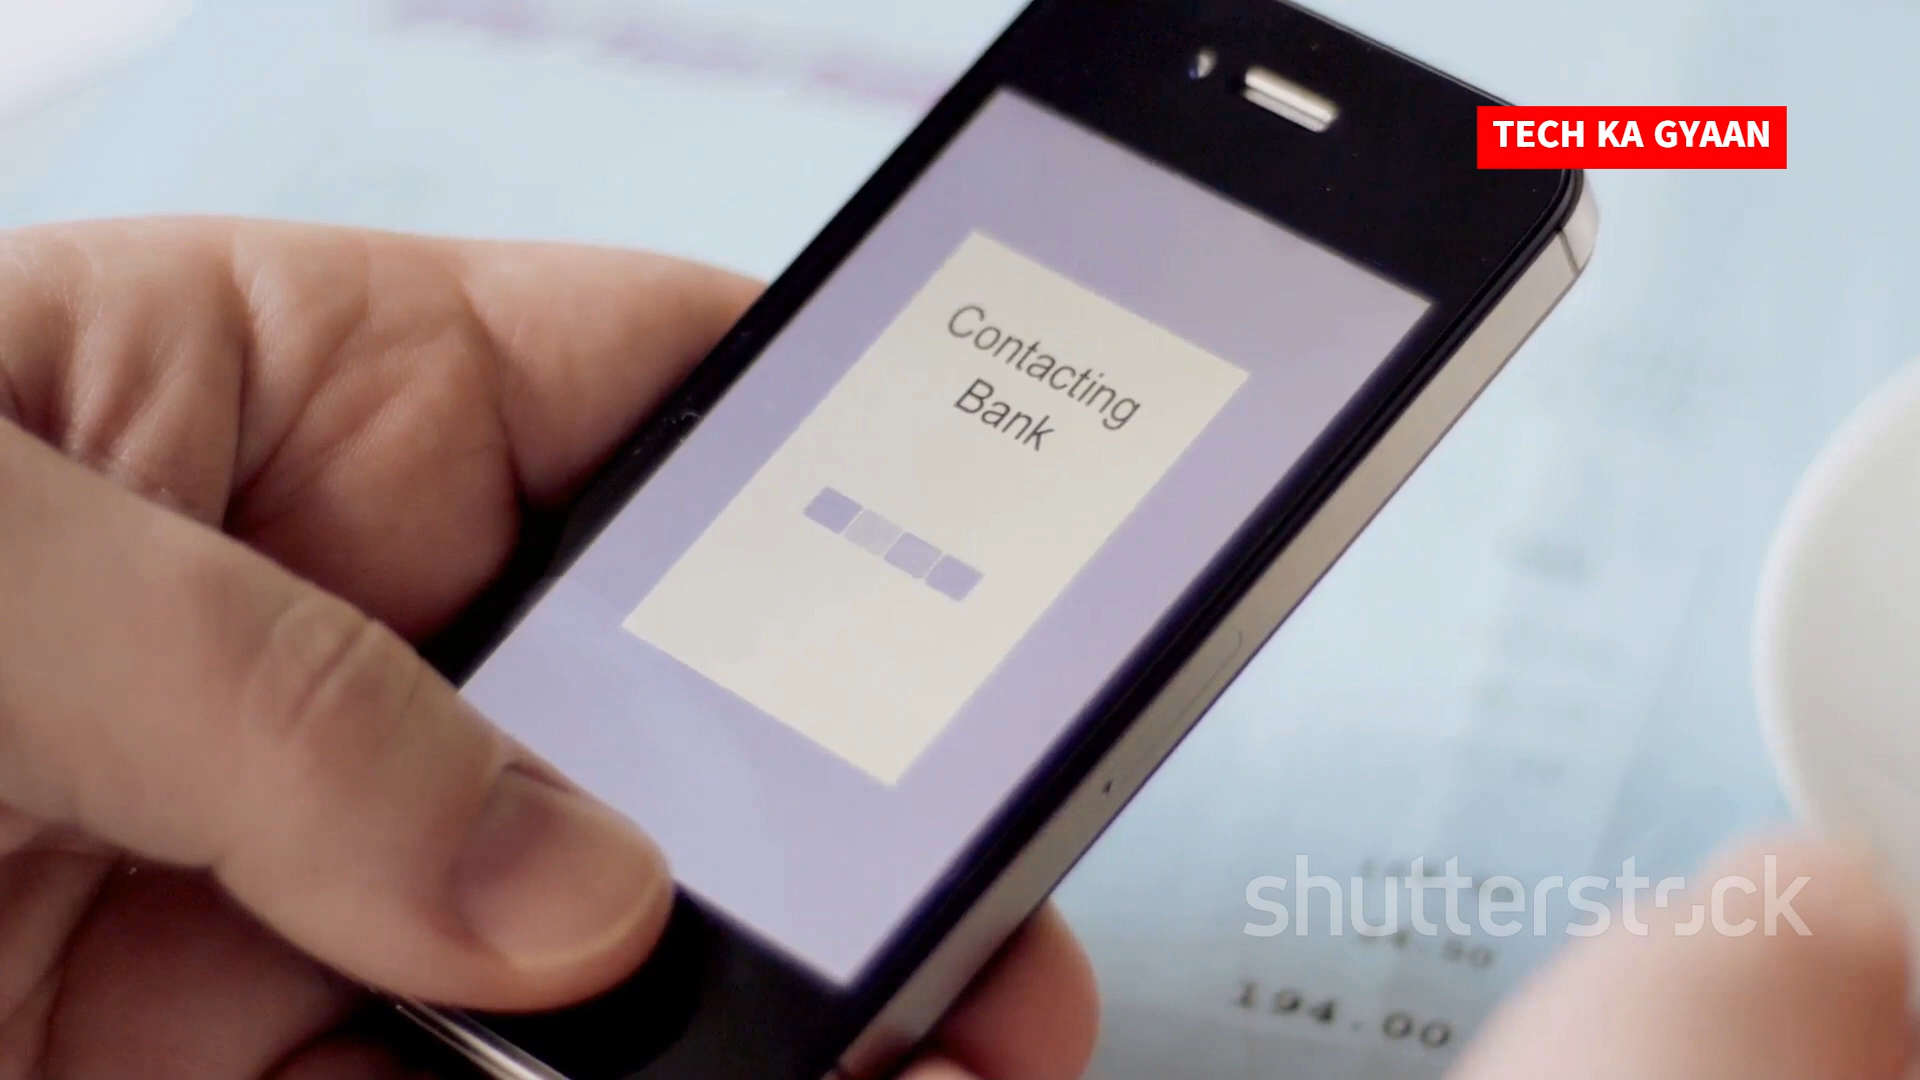 TECH KA GYAAN
Contacting
Bank
shutterstock
194.00